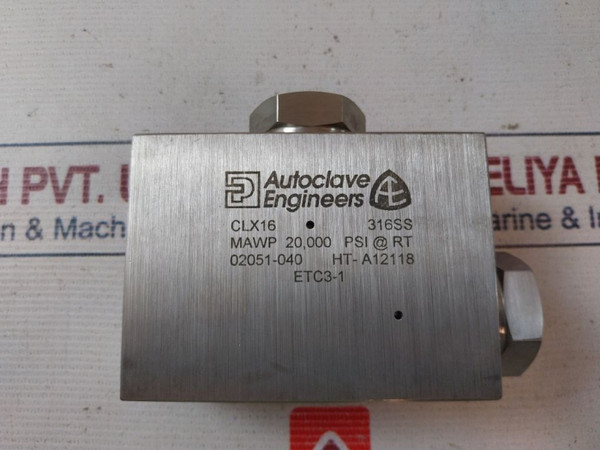 Autoclave
Engineers
CLX16 316SS
MAWP 20,000 PSI @ RT
02051-040 HT- A12118
ETC3-1
H PVT.
ELIYA
n & Mach
arine & In